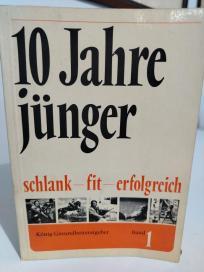 10 Jahre
jünger
schlank – fit – erfolgreich
König Gesundheitsratgeber Band 1